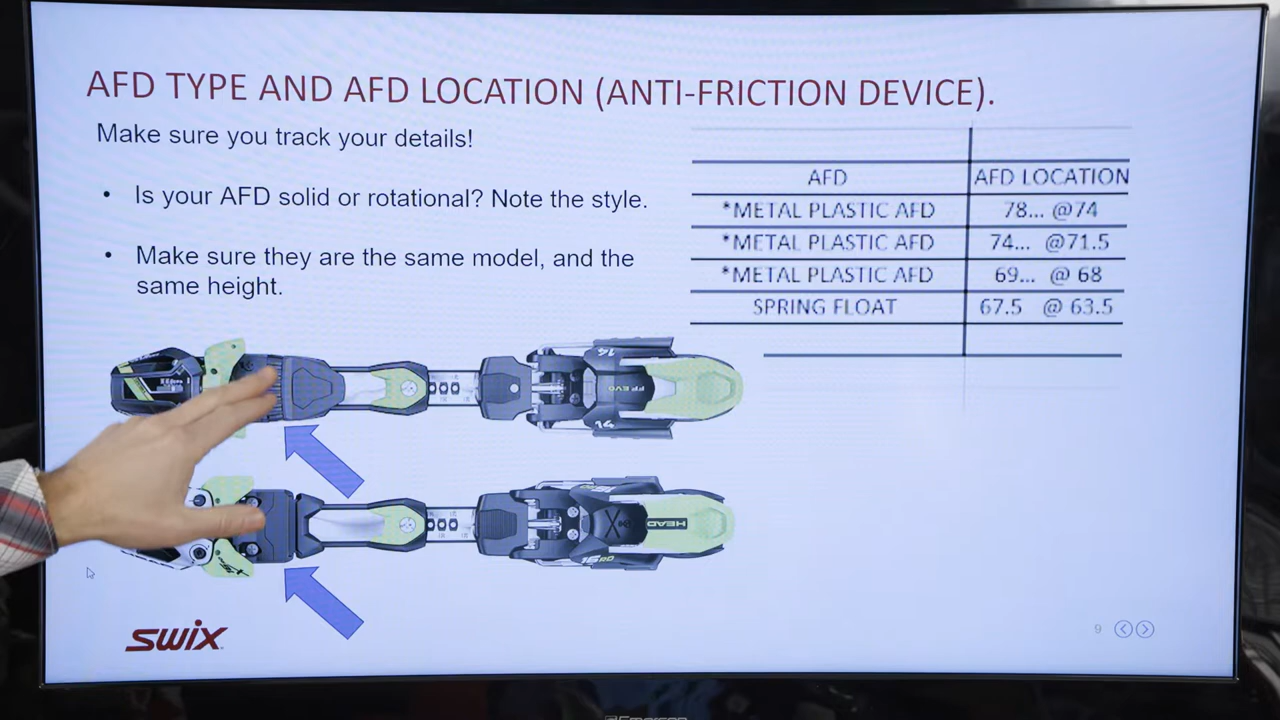 AFD TYPE AND AFD LOCATION (ANTI-FRICTION DEVICE).
Make sure you track your details!
• Is your AFD solid or rotational? Note the style.
• Make sure they are the same model, and the
same height.
AFD AFD LOCATION
*METAL PLASTIC AFD 78... @74
*METAL PLASTIC AFD 74... @71.5
*METAL PLASTIC AFD 69... @ 68
SPRING FLOAT 67.5 @ 63.5
14
FF EVO
14
HEAD
swix
9
Emerson